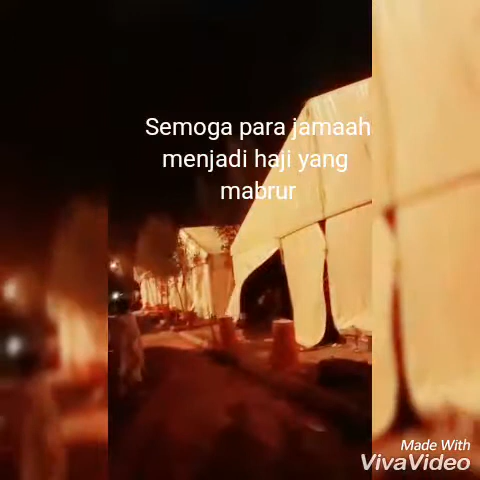 Semoga para jamaah
menjadi haji yang
mabrur
Made With
VivaVideo